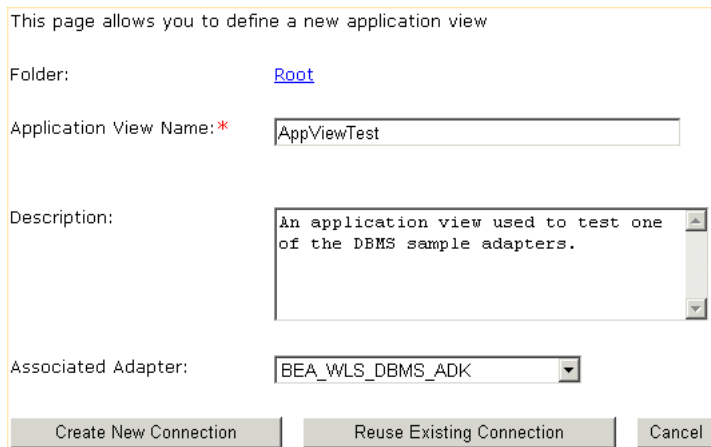 This page allows you to define a new application view
Folder: Root
Application View Name:* AppViewTest
Description: An application view used to test one
of the DBMS sample adapters.
Associated Adapter: BEA_WLS_DBMS_ADK
Create New Connection Reuse Existing Connection Cancel